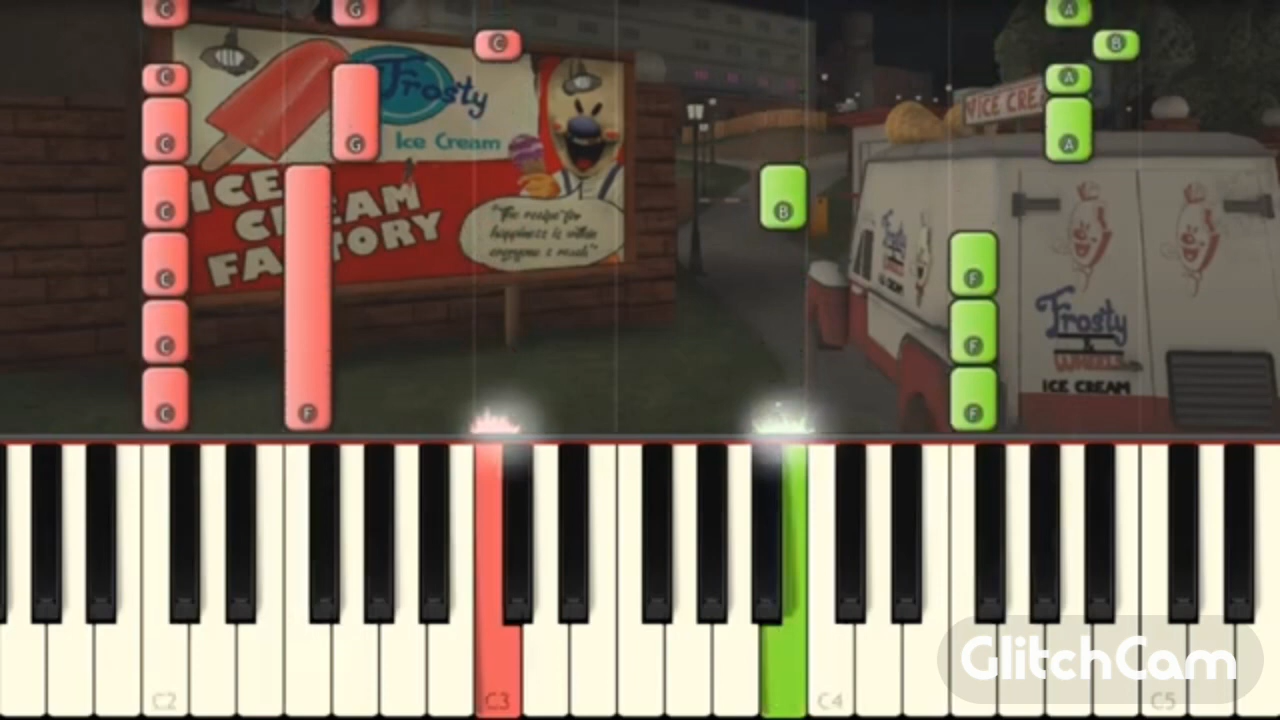 C
G
A
C
B
C
A
Frosty
ICE CREAM
C
G
A
Ice Cream
ICE
CREAM
FACTORY
C
B
"The recipe for
happiness is within
everyone's reach"
C
F
C
F
Frosty
ICE CREAM
C
F
F
C2
C3
C4
C5
GlitchCam